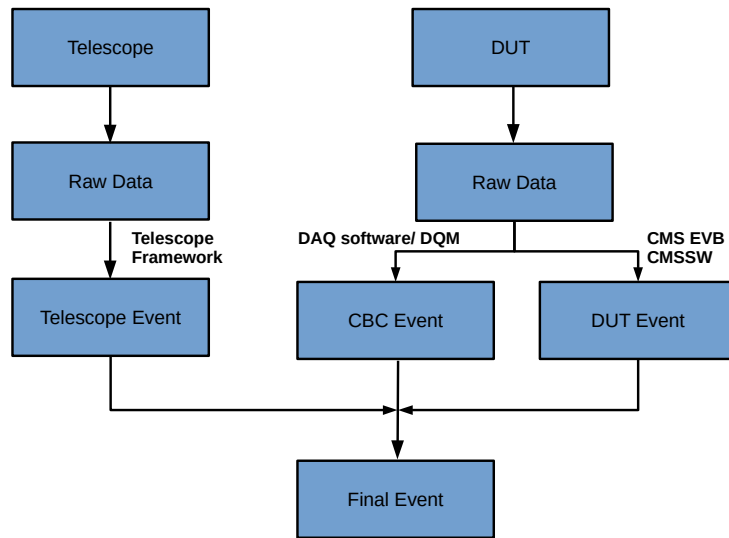 Telescope
DUT
Raw Data
Raw Data
Telescope
Framework
DAQ software/ DQM
CMS EVB
CMSSW
Telescope Event
CBC Event
DUT Event
Final Event